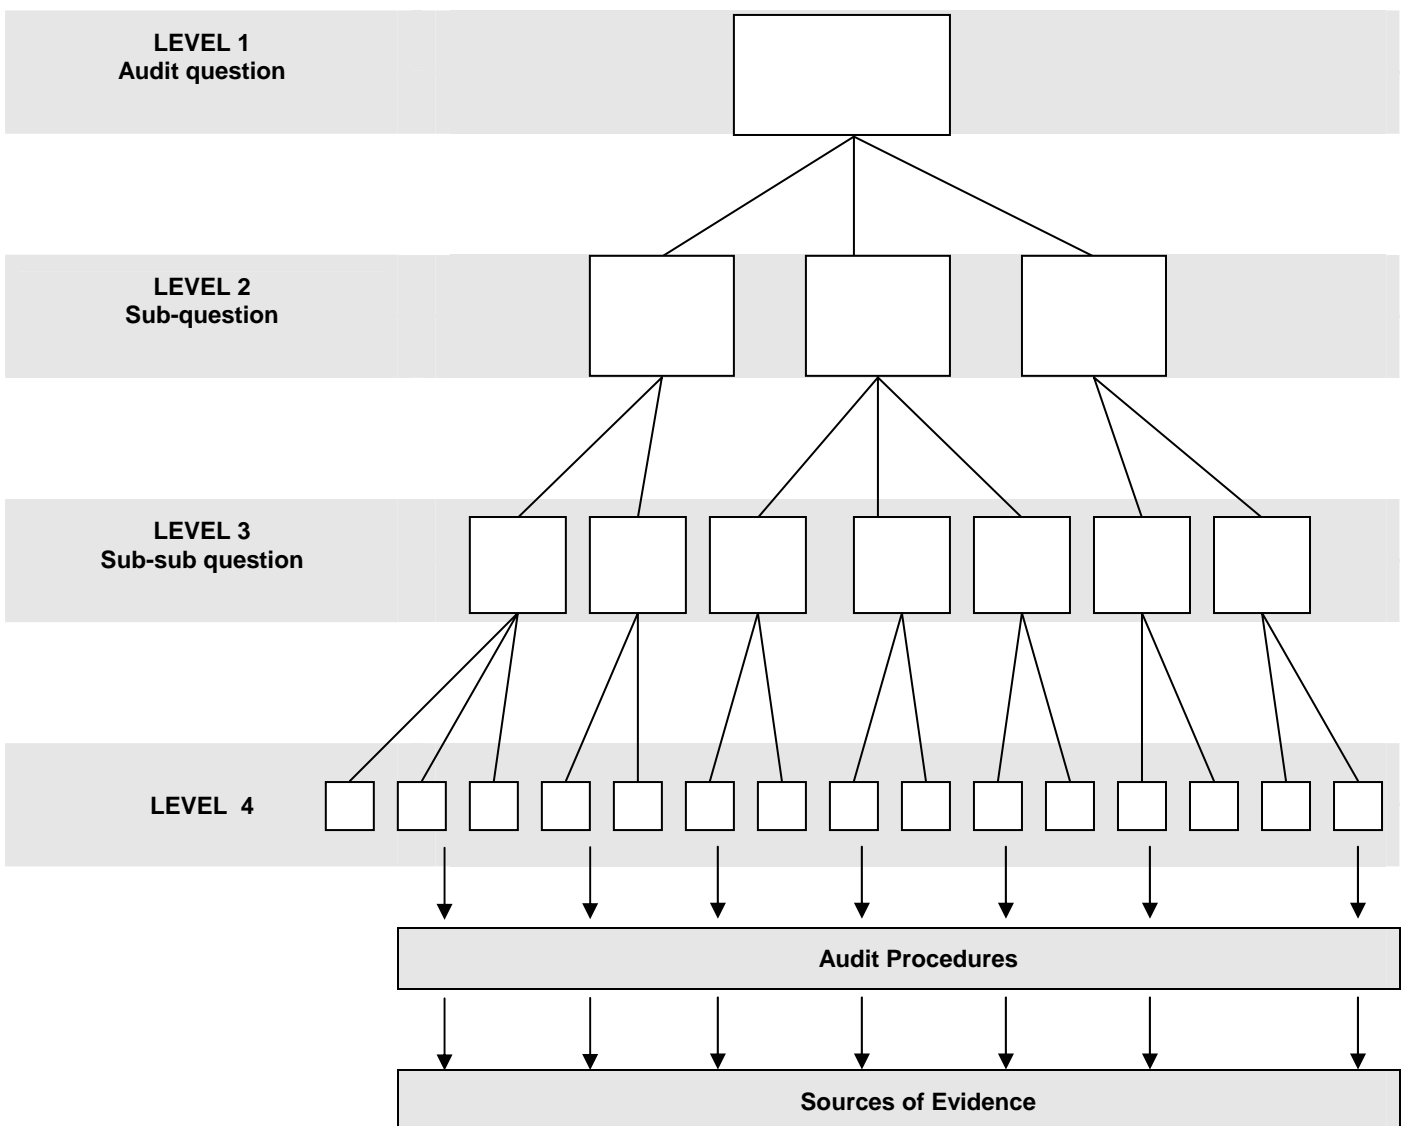 LEVEL 1
Audit question
LEVEL 2
Sub-question
LEVEL 3
Sub-sub question
LEVEL 4
Audit Procedures
Sources of Evidence